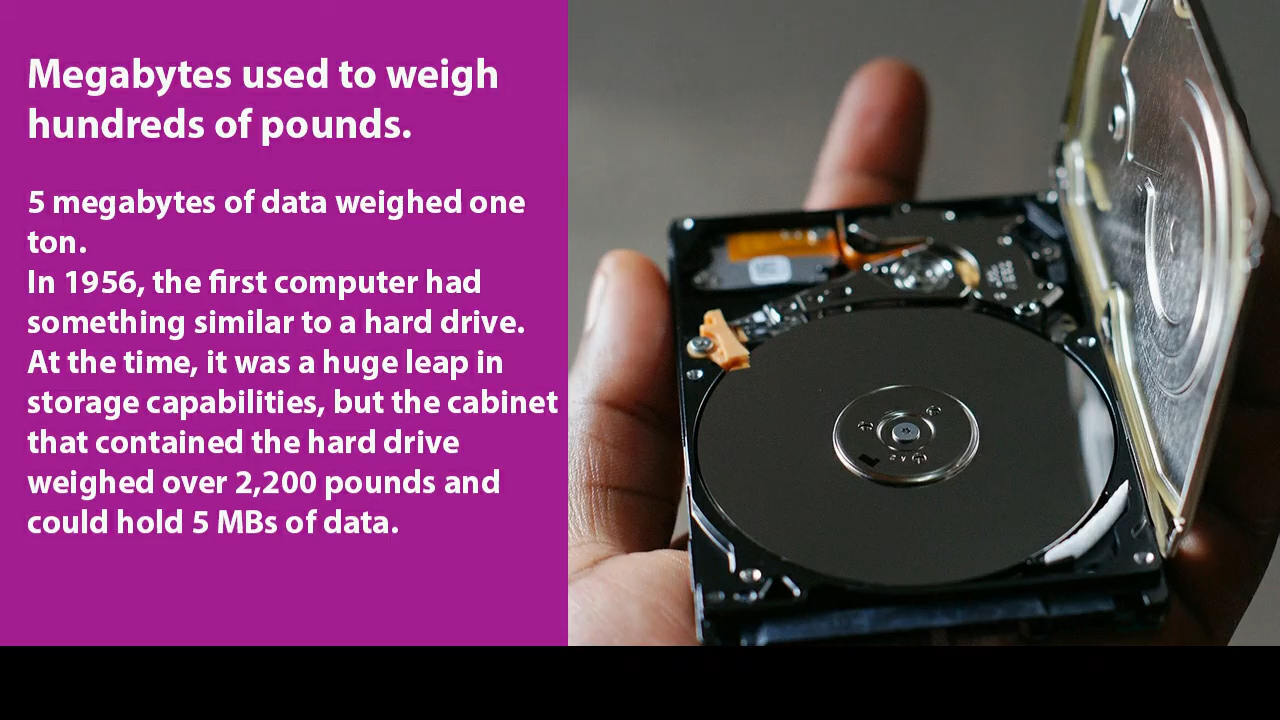 Megabytes used to weigh
hundreds of pounds.
5 megabytes of data weighed one
ton.
In 1956, the first computer had
something similar to a hard drive.
At the time, it was a huge leap in
storage capabilities, but the cabinet
that contained the hard drive
weighed over 2,200 pounds and
could hold 5 MBs of data.